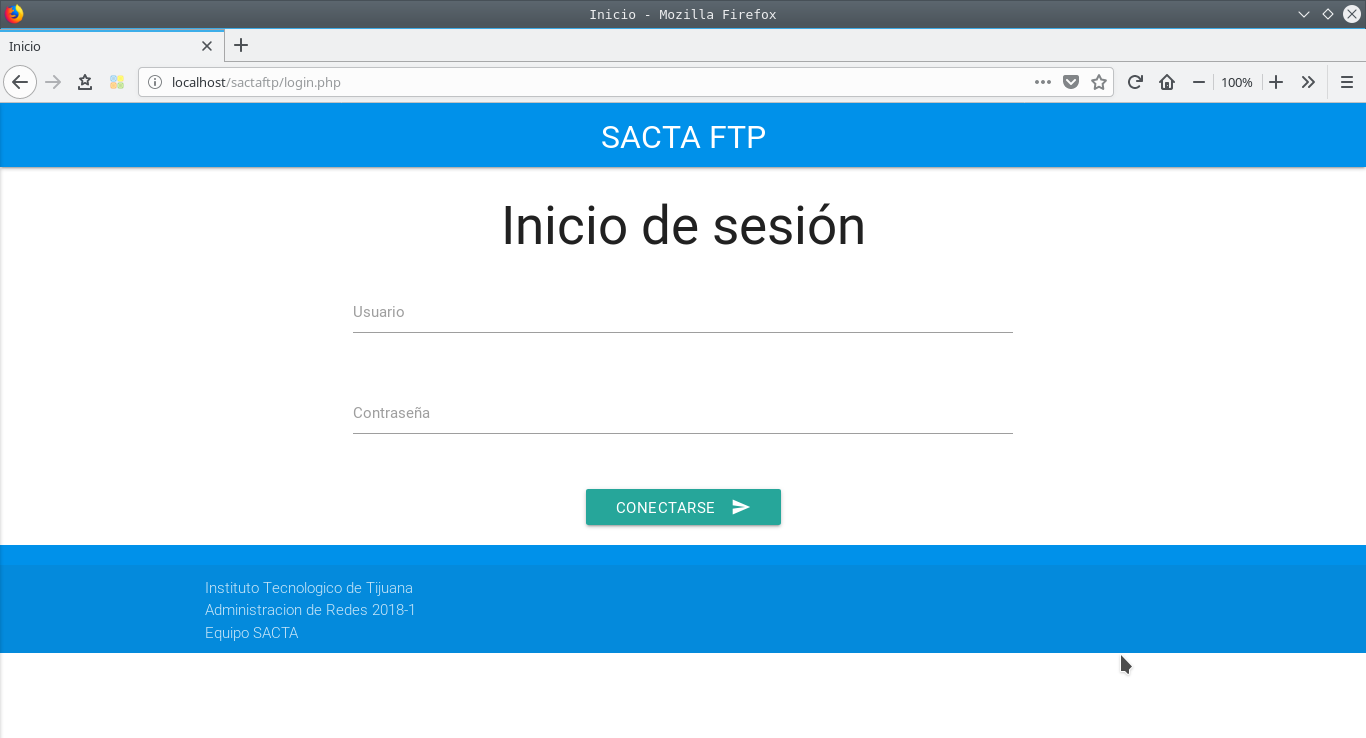 Inicio - Mozilla Firefox
Inicio
localhost/sactaftp/login.php
100%
SACTA FTP
Inicio de sesión
Usuario
Contraseña
CONECTARSE
Instituto Tecnologico de Tijuana
Administracion de Redes 2018-1
Equipo SACTA